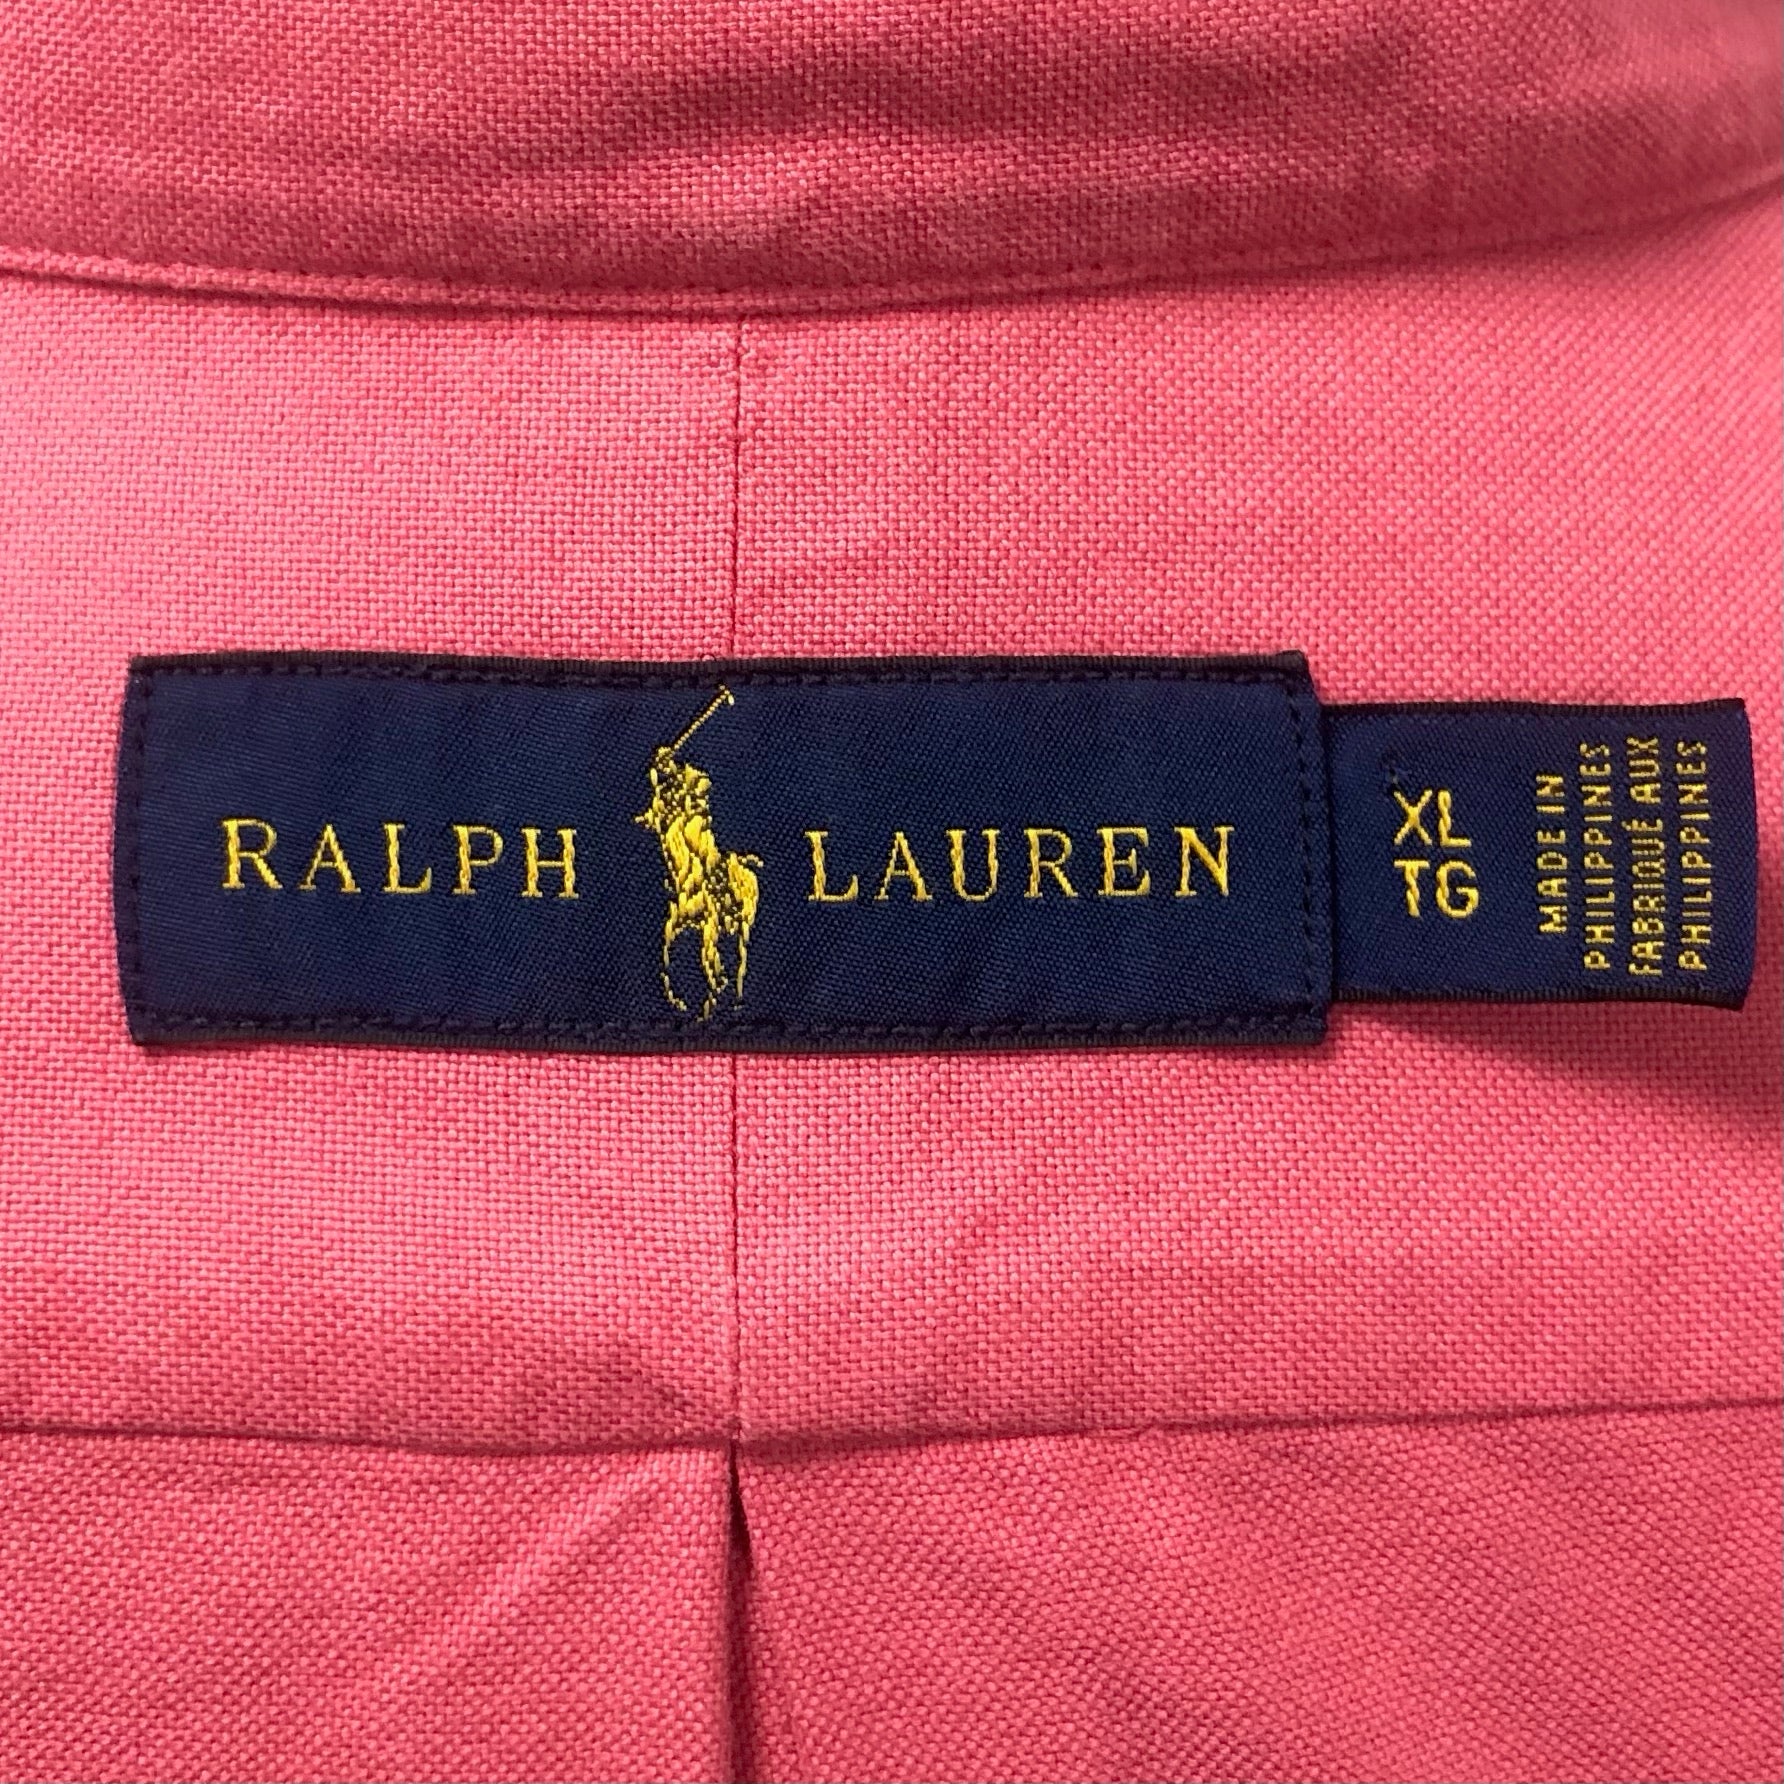 RALPH LAUREN
XL
TG
MADE IN
PHILIPPINES
FABRIQUÉ AUX
PHILIPPINES